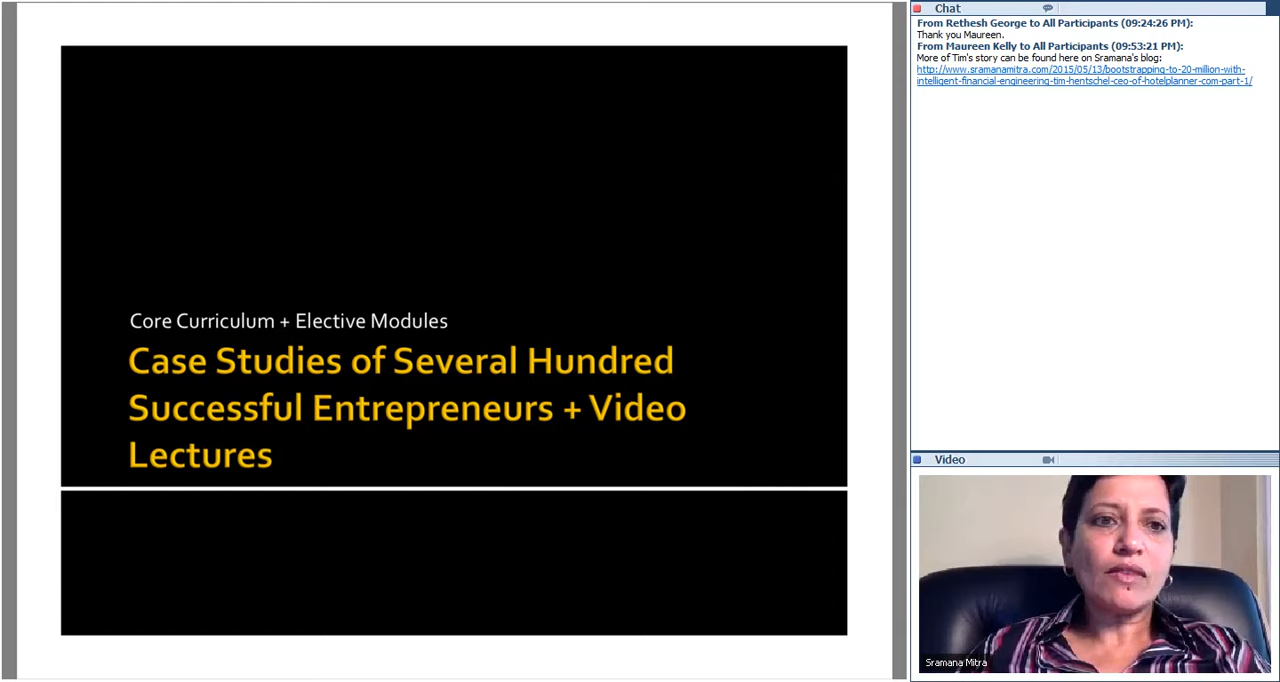 Core Curriculum + Elective Modules
Case Studies of Several Hundred
Successful Entrepreneurs + Video
Lectures
Chat
From Rethesh George to All Participants (09:24:26 PM):
Thank you Maureen.
From Maureen Kelly to All Participants (09:53:21 PM):
More of Tim's story can be found here on Sramana's blog:
http://www.sramanamitra.com/2015/05/13/bootstrapping-to-20-million-with-
intelligent-financial-engineering-tim-hentschel-ceo-of-hotelplanner-com-part-1/
Video
Sramana Mitra